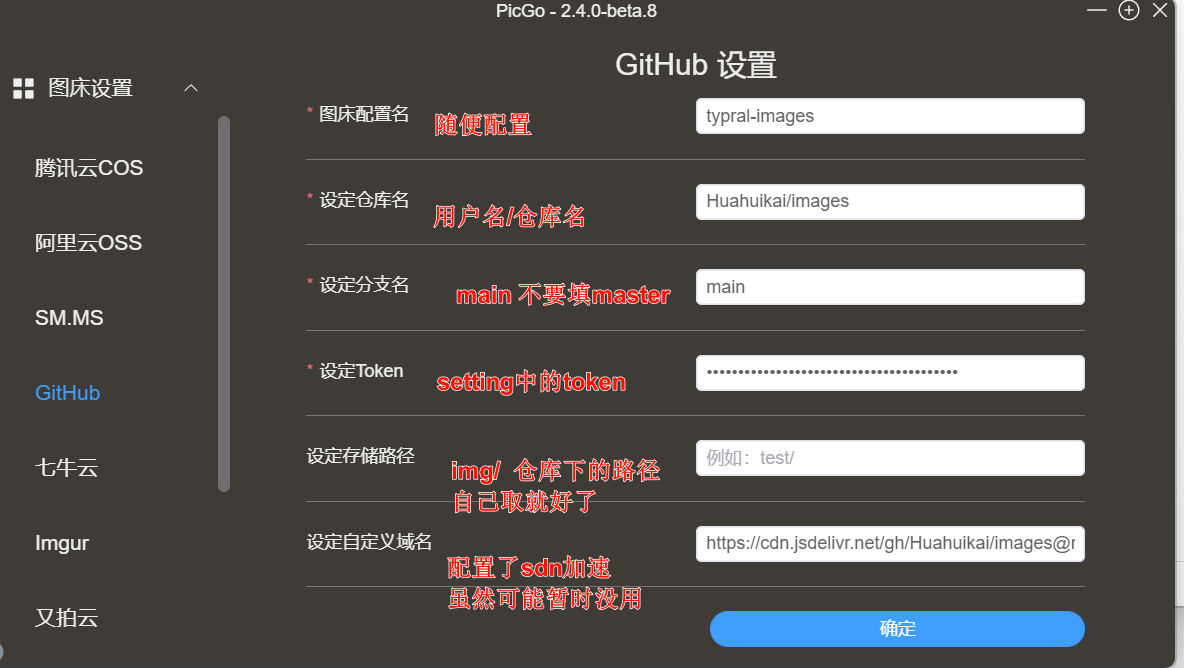 PicGo - 2.4.0-beta.8
图床设置
腾讯云COS
阿里云OSS
SM.MS
GitHub
七牛云
Imgur
又拍云
GitHub 设置
* 图床配置名
随便配置
typral-images
* 设定仓库名
用户名/仓库名
Huahuikai/images
* 设定分支名
main 不要填master
main
* 设定Token
setting中的token
••••••••••••••••••••••••••••••••••••••••
设定存储路径
img/ 仓库下的路径
自己取就好了
例如：test/
设定自定义域名
配置了sdn加速
虽然可能暂时没用
https://cdn.jsdelivr.net/gh/Huahuikai/images@
确定